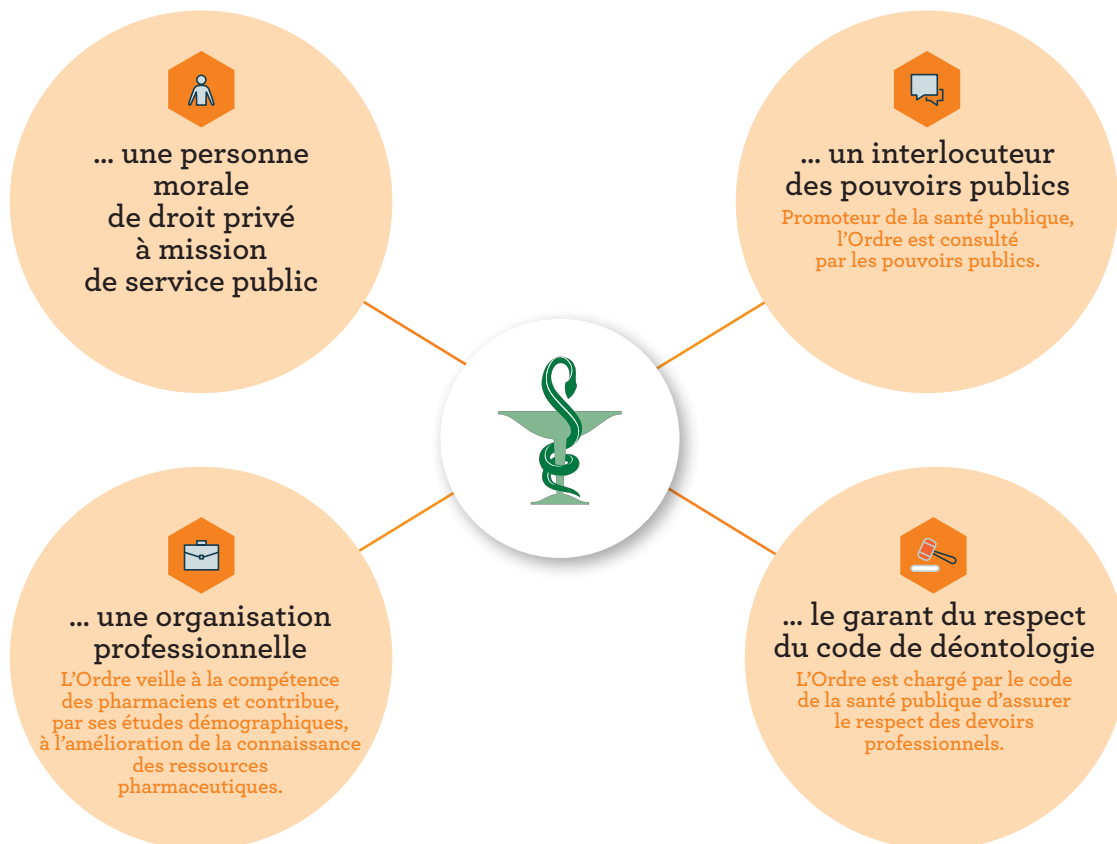 ... une personne
morale
de droit privé
à mission
de service public
... un interlocuteur
des pouvoirs publics
Promoteur de la santé publique,
l’Ordre est consulté
par les pouvoirs publics.
... une organisation
professionnelle
L’Ordre veille à la compétence
des pharmaciens et contribue,
par ses études démographiques,
à l’amélioration de la connaissance
des ressources
pharmaceutiques.
... le garant du respect
du code de déontologie
L’Ordre est chargé par le code
de la santé publique d’assurer
le respect des devoirs
professionnels.